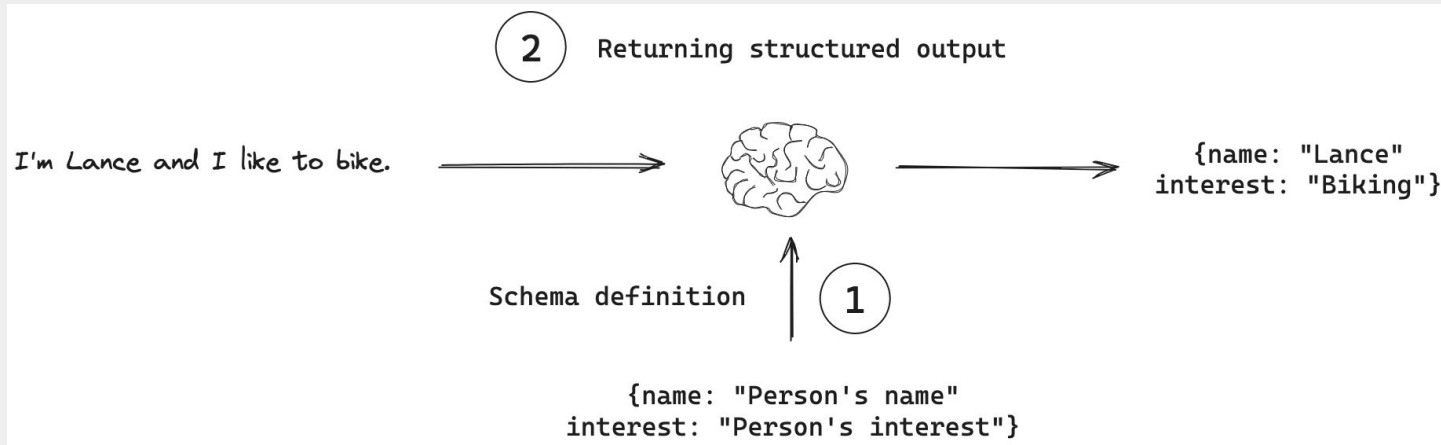 2 Returning structured output
I'm Lance and I like to bike.
{name: "Lance"
interest: "Biking"}
Schema definition 1
{name: "Person's name"
interest: "Person's interest"}